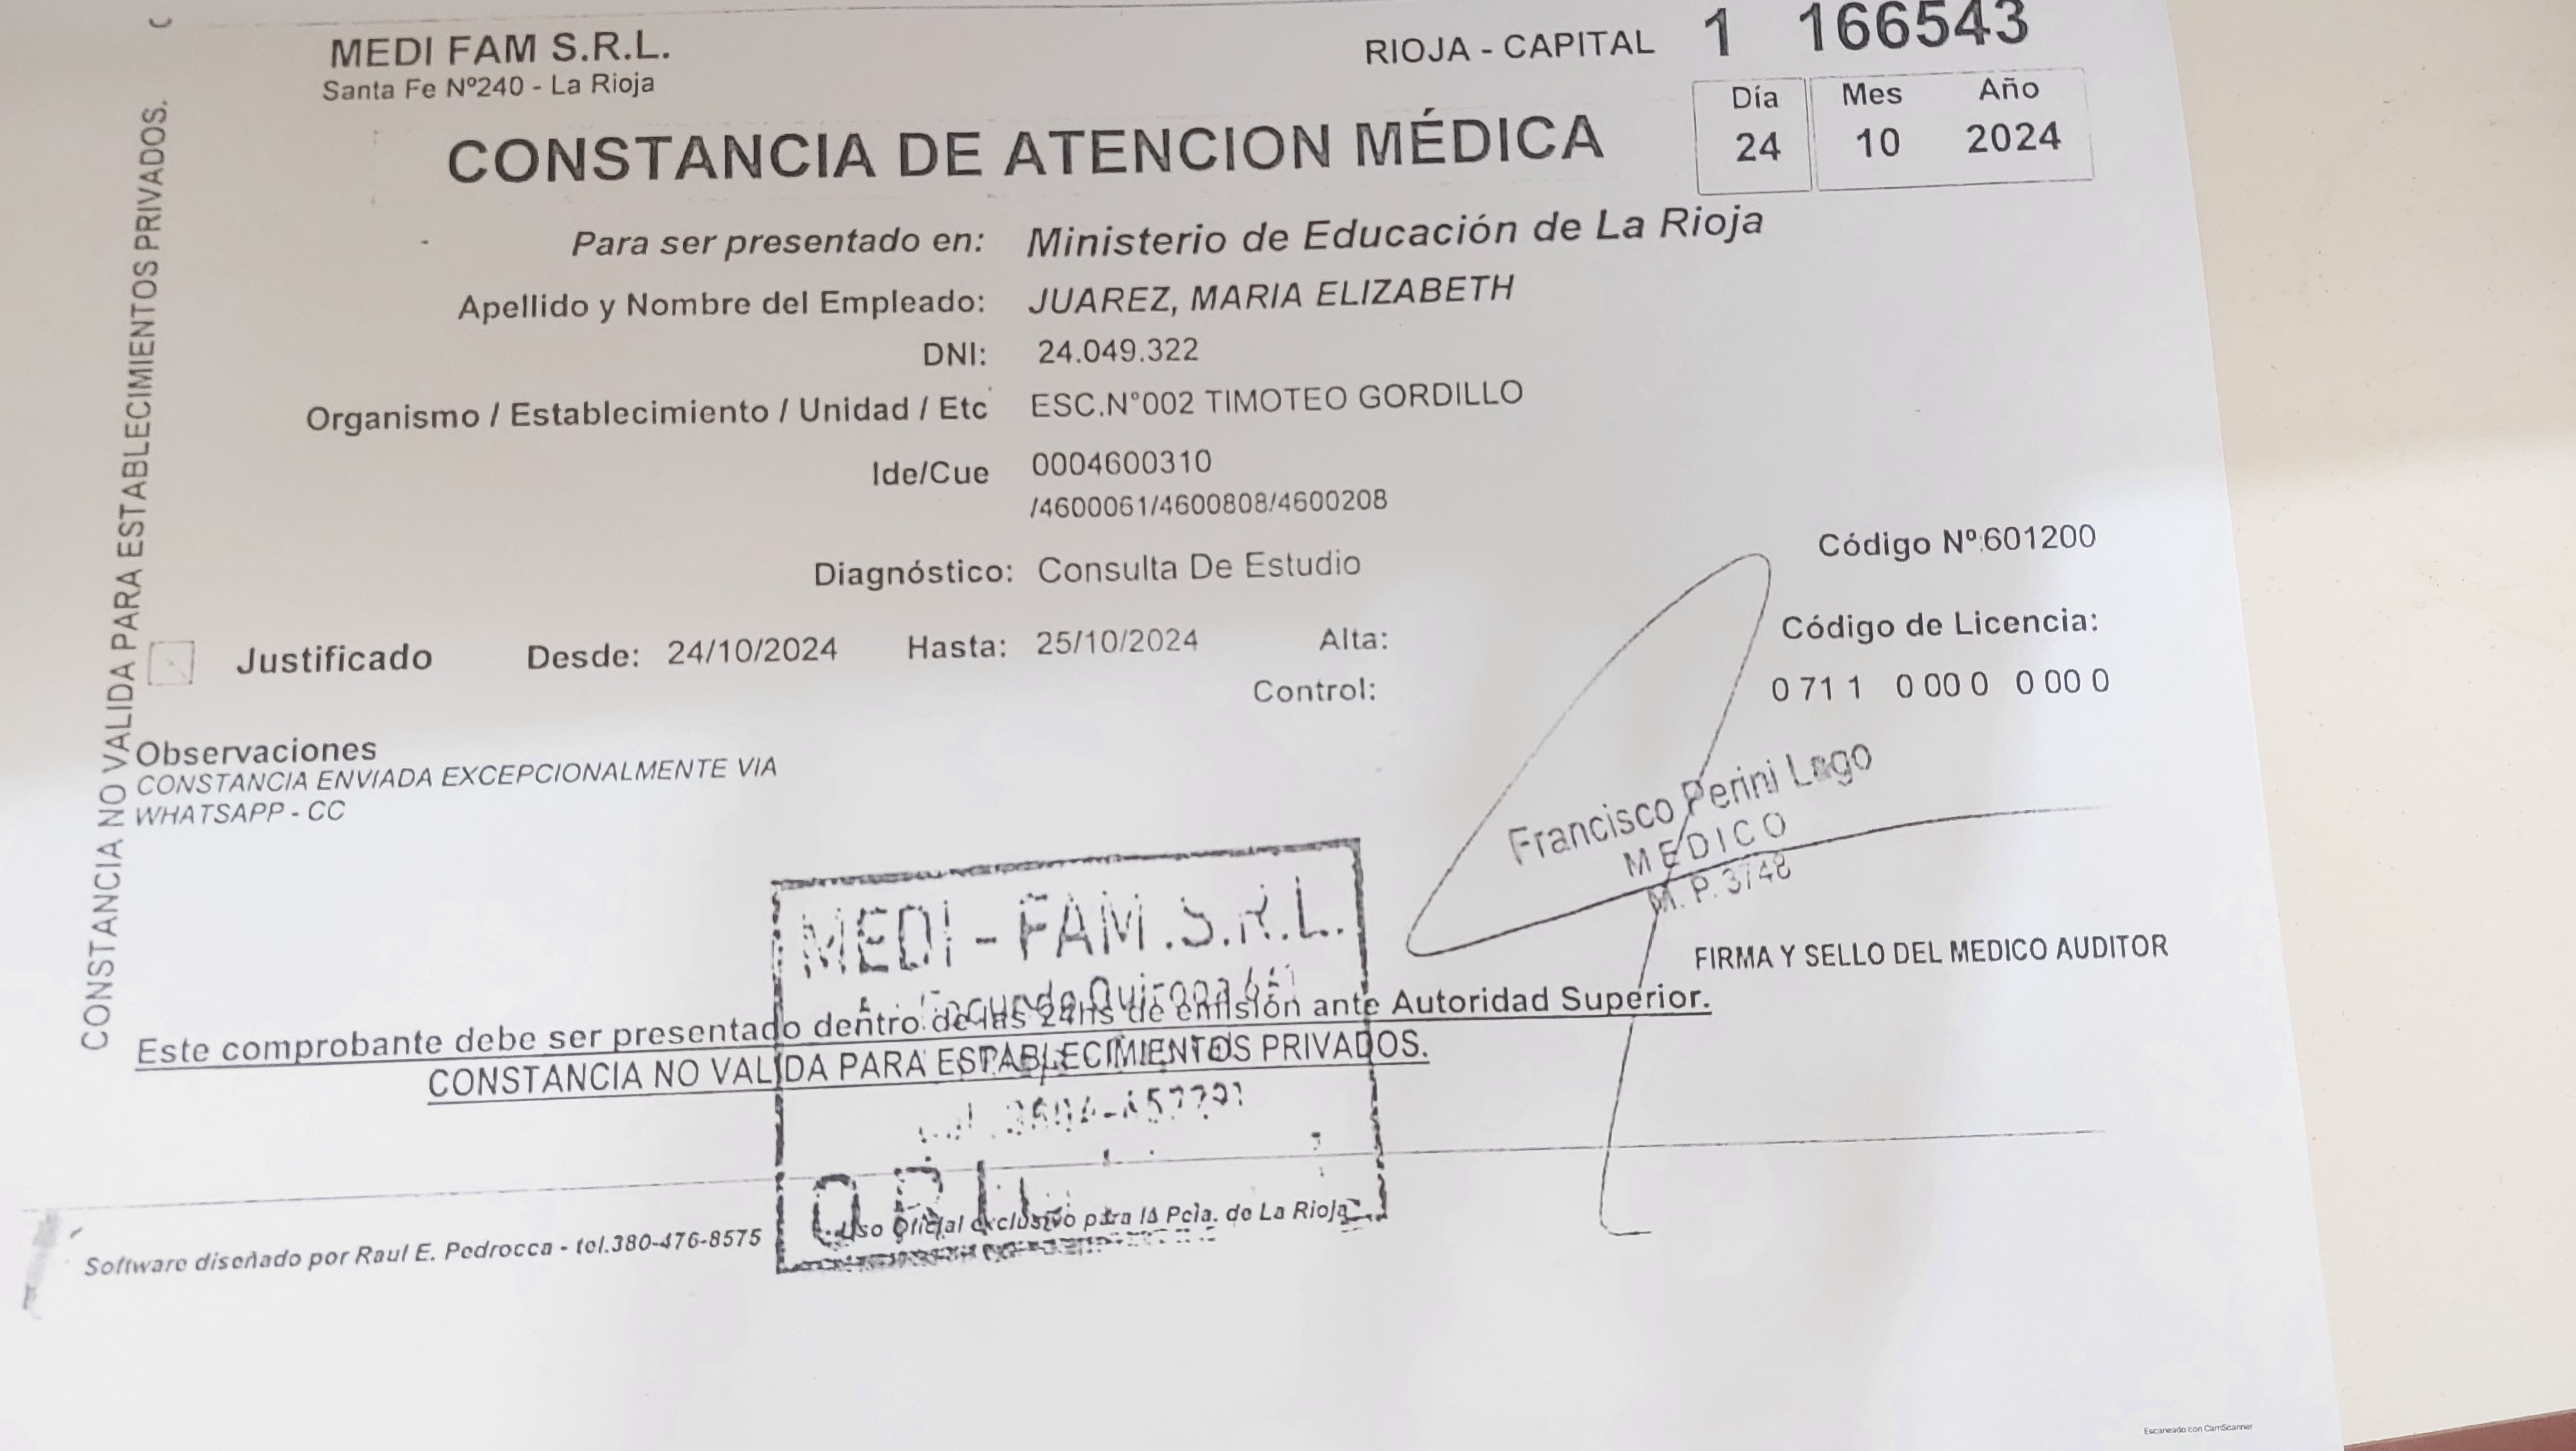 MEDI FAM S.R.L.
Santa Fe Nº240 - La Rioja
RIOJA - CAPITAL 1 166543
Día Mes Año
24 10 2024
CONSTANCIA DE ATENCION MÉDICA
Para ser presentado en: Ministerio de Educación de La Rioja
Apellido y Nombre del Empleado: JUAREZ, MARIA ELIZABETH
DNI: 24.049.322
Organismo / Establecimiento / Unidad / Etc ESC.N°002 TIMOTEO GORDILLO
Ide/Cue 0004600310
/4600061/4600808/4600208
Código Nº:601200
Diagnóstico: Consulta De Estudio
Código de Licencia:
0 71 1 0 00 0 0 00 0
Justificado Desde: 24/10/2024 Hasta: 25/10/2024 Alta:
Control:
Observaciones
CONSTANCIA ENVIADA EXCEPCIONALMENTE VIA
WHATSAPP - CC
Francisco Perini Lago
MEDICO
M. P. 3748
FIRMA Y SELLO DEL MEDICO AUDITOR
MEDI - FAM .S.R.L.
Este comprobante debe ser presentado dentro de las 24hs de emisión ante Autoridad Superior.
CONSTANCIA NO VALIDA PARA ESTABLECIMIENTOS PRIVADOS.
Software diseñado por Raul E. Pedrocca - tel.380-476-8575
Uso Oficial exclusivo para la Pcia. de La Rioja
CONSTANCIA NO VALIDA PARA ESTABLECIMIENTOS PRIVADOS.
Escaneado con CamScanner